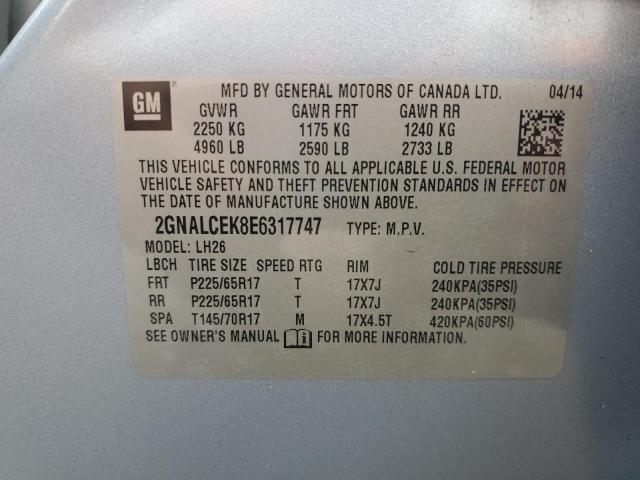 GM
MFD BY GENERAL MOTORS OF CANADA LTD. 04/14
GVWR GAWR FRT GAWR RR
2250 KG 1175 KG 1240 KG
4960 LB 2590 LB 2733 LB
THIS VEHICLE CONFORMS TO ALL APPLICABLE U.S. FEDERAL MOTOR
VEHICLE SAFETY AND THEFT PREVENTION STANDARDS IN EFFECT ON
THE DATE OF MANUFACTURE SHOWN ABOVE.
2GNALCEK8E6317747 TYPE: M.P.V.
MODEL: LH26
LBCH TIRE SIZE SPEED RTG RIM COLD TIRE PRESSURE
FRT P225/65R17 T 17X7J 240KPA(35PSI)
RR P225/65R17 T 17X7J 240KPA(35PSI)
SPA T145/70R17 M 17X4.5T 420KPA(60PSI)
SEE OWNER'S MANUAL FOR MORE INFORMATION.